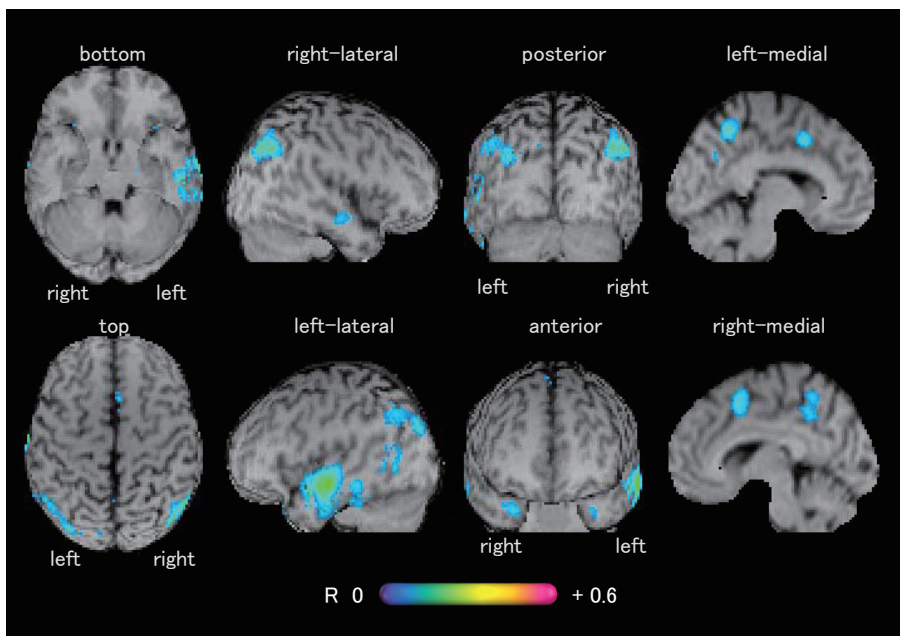 bottom
right-lateral
posterior
left-medial
right left
left right
top
left-lateral
anterior
right-medial
left right
right left
R 0 + 0.6